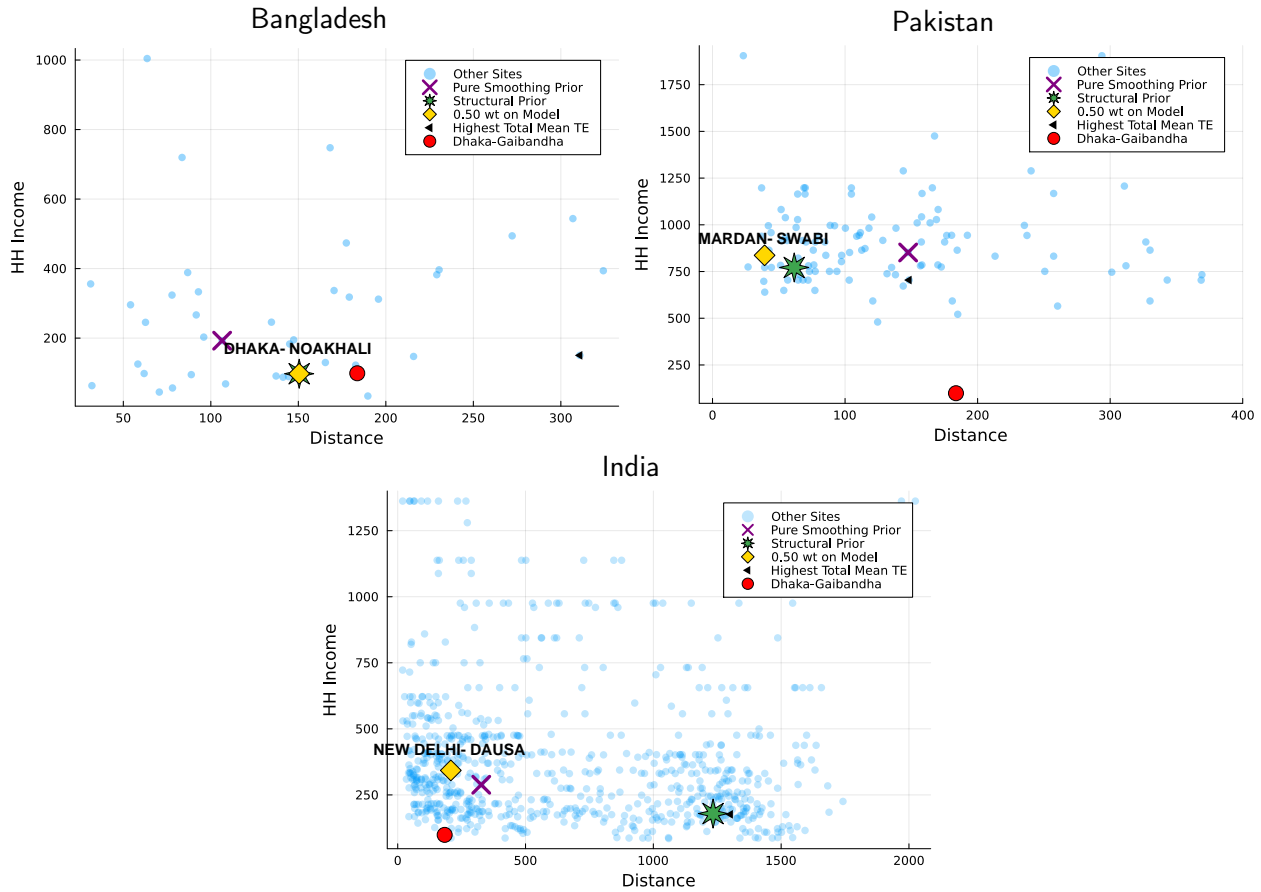 Bangladesh
1000
800
600
400
200
50
100
150
200
250
300
HH Income
Distance
Other Sites
Pure Smoothing Prior
Structural Prior
0.50 wt on Model
Highest Total Mean TE
Dhaka-Gaibandha
DHAKA- NOAKHALI
Pakistan
1750
1500
1250
1000
750
500
250
0
100
200
300
400
HH Income
Distance
Other Sites
Pure Smoothing Prior
Structural Prior
0.50 wt on Model
Highest Total Mean TE
Dhaka-Gaibandha
MARDAN- SWABI
India
1250
1000
750
500
250
0
500
1000
1500
2000
HH Income
Distance
Other Sites
Pure Smoothing Prior
Structural Prior
0.50 wt on Model
Highest Total Mean TE
Dhaka-Gaibandha
NEW DELHI- DAUSA